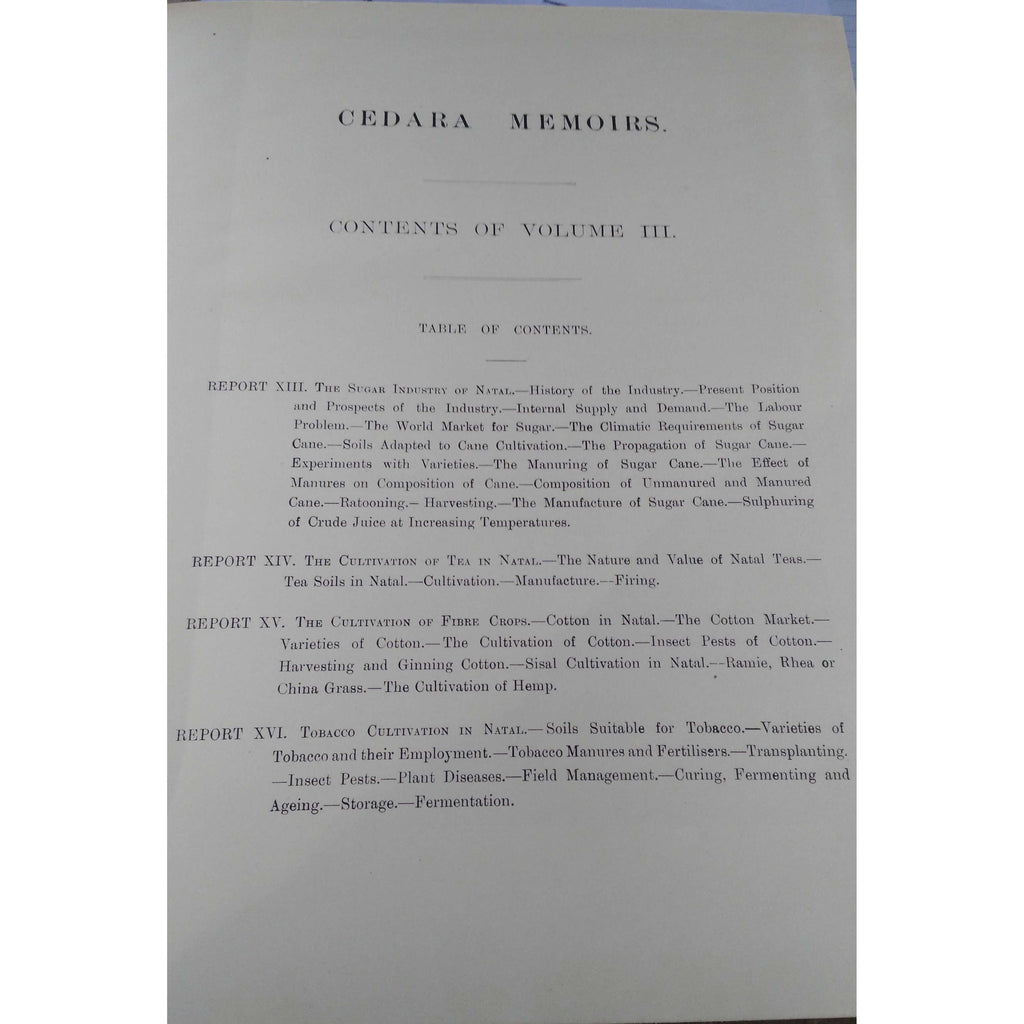 CEDARA MEMOIRS.
CONTENTS OF VOLUME III.
TABLE OF CONTENTS.
REPORT XIII. THE SUGAR INDUSTRY OF NATAL.—History of the Industry.—Present Position
and Prospects of the Industry.—Internal Supply and Demand.—The Labour
Problem.—The World Market for Sugar.—The Climatic Requirements of Sugar
Cane.—Soils Adapted to Cane Cultivation.—The Propagation of Sugar Cane.—
Experiments with Varieties.—The Manuring of Sugar Cane.—The Effect of
Manures on Composition of Cane.—Composition of Unmanured and Manured
Cane.—Ratooning.—Harvesting.—The Manufacture of Sugar Cane.—Sulphuring
of Crude Juice at Increasing Temperatures.
REPORT XIV. THE CULTIVATION OF TEA IN NATAL.—The Nature and Value of Natal Teas.—
Tea Soils in Natal.—Cultivation.—Manufacture.—Firing.
REPORT XV. THE CULTIVATION OF FIBRE CROPS.—Cotton in Natal.—The Cotton Market.—
Varieties of Cotton.—The Cultivation of Cotton.—Insect Pests of Cotton.—
Harvesting and Ginning Cotton.—Sisal Cultivation in Natal.—Ramie, Rhea or
China Grass.—The Cultivation of Hemp.
REPORT XVI. TOBACCO CULTIVATION IN NATAL.—Soils Suitable for Tobacco.—Varieties of
Tobacco and their Employment.—Tobacco Manures and Fertilisers.—Transplanting.
—Insect Pests.—Plant Diseases.—Field Management.—Curing, Fermenting and
Ageing.—Storage.—Fermentation.